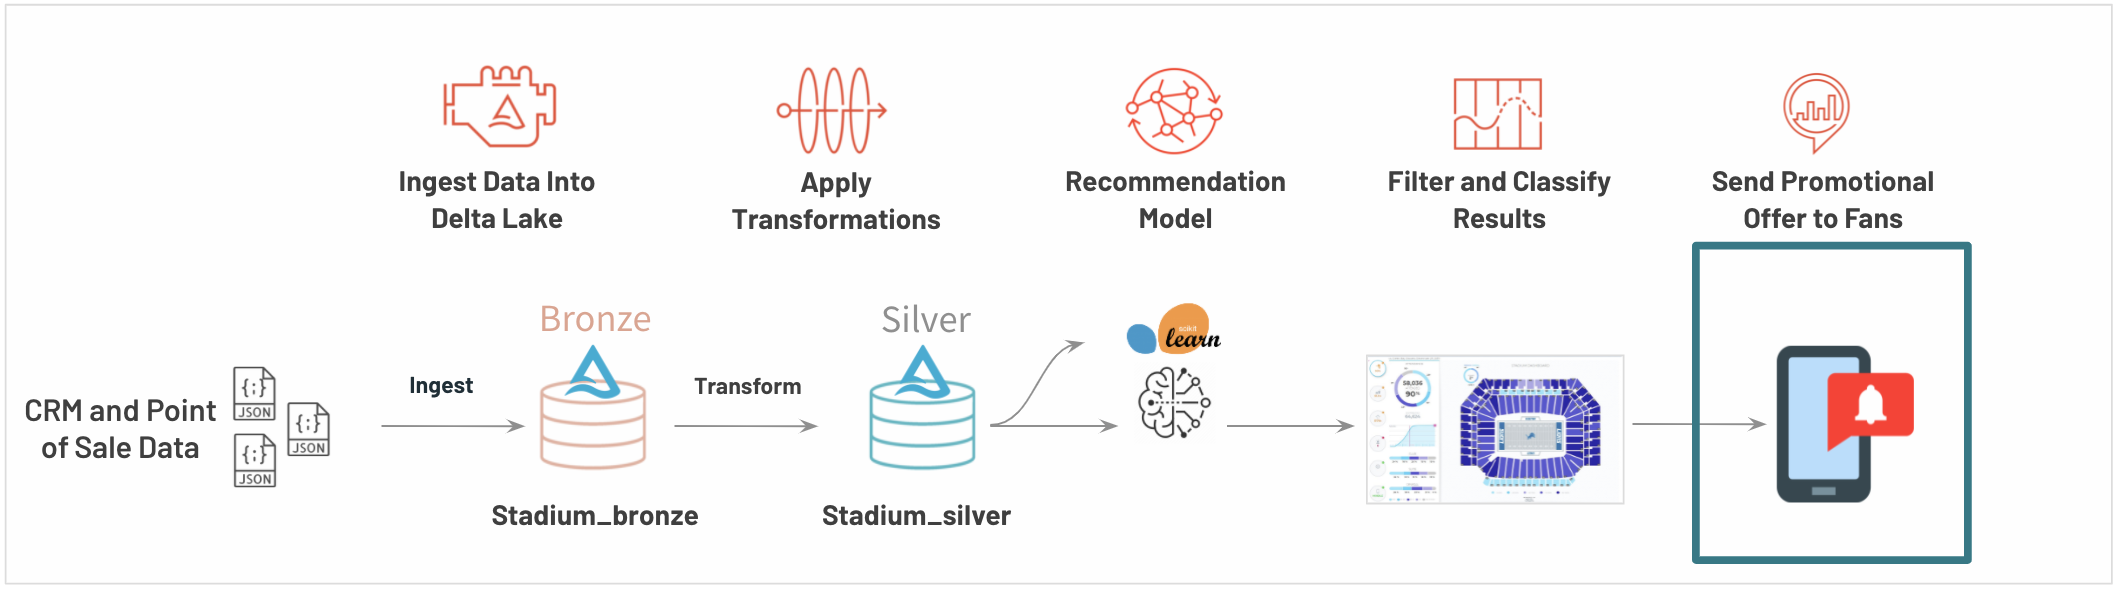 Ingest Data Into
Delta Lake
Apply
Transformations
Recommendation
Model
Filter and Classify
Results
Send Promotional
Offer to Fans
Bronze
Silver
scikit
learn
CRM and Point
of Sale Data
{;}
JSON
{;}
JSON
{;}
JSON
Ingest
Transform
58,036
90%
Stadium_bronze
Stadium_silver